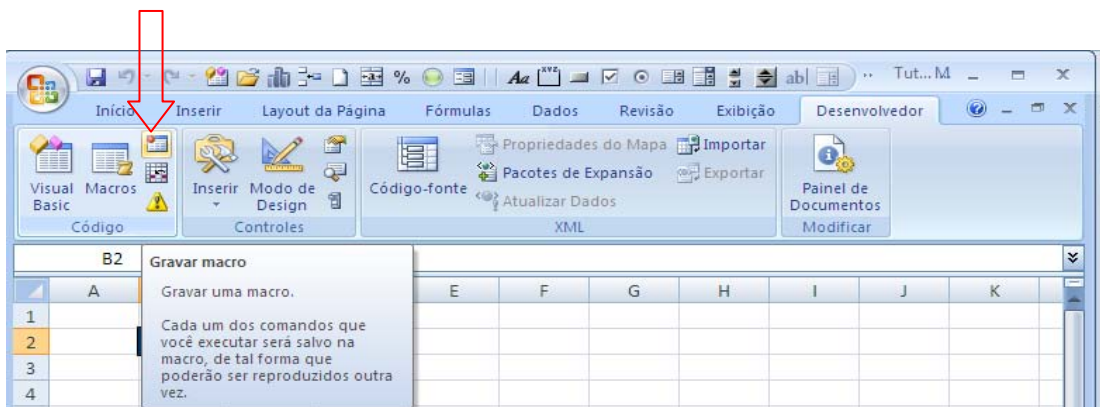 Aa XYZ ab| Tut... M
Início Inserir Layout da Página Fórmulas Dados Revisão Exibição Desenvolvedor
Visual Basic
Macros
Inserir
Modo de Design
Código-fonte
Propriedades do Mapa
Pacotes de Expansão
Atualizar Dados
Importar
Exportar
Painel de Documentos
Código Controles XML Modificar
B2
Gravar macro
Gravar uma macro.
Cada um dos comandos que
você executar será salvo na
macro, de tal forma que
poderão ser reproduzidos outra
vez.
A E F G H I J K
1
2
3
4